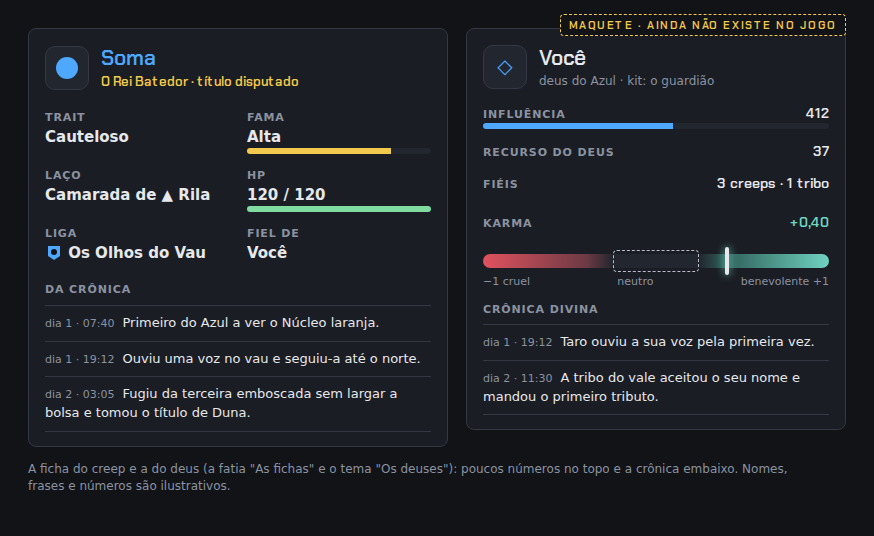 MAQUETE · AINDA NÃO EXISTE NO JOGO
Soma
O Rei Batedor · título disputado
TRAIT
Cauteloso
FAMA
Alta
LAÇO
Camarada de ▲ Rila
HP
120 / 120
LIGA
Os Olhos do Vau
FIEL DE
Você
DA CRÔNICA
dia 1 · 07:40 Primeiro do Azul a ver o Núcleo laranja.
dia 1 · 19:12 Ouviu uma voz no vau e seguiu-a até o norte.
dia 2 · 03:05 Fugiu da terceira emboscada sem largar a
bolsa e tomou o título de Duna.
Você
deus do Azul · kit: o guardião
INFLUÊNCIA 412
RECURSO DO DEUS 37
FIÉIS 3 creeps · 1 tribo
KARMA +0,40
−1 cruel neutro benevolente +1
CRÔNICA DIVINA
dia 1 · 19:12 Taro ouviu a sua voz pela primeira vez.
dia 2 · 11:30 A tribo do vale aceitou o seu nome e
mandou o primeiro tributo.
A ficha do creep e a do deus (a fatia "As fichas" e o tema "Os deuses"): poucos números no topo e a crônica embaixo. Nomes,
frases e números são ilustrativos.